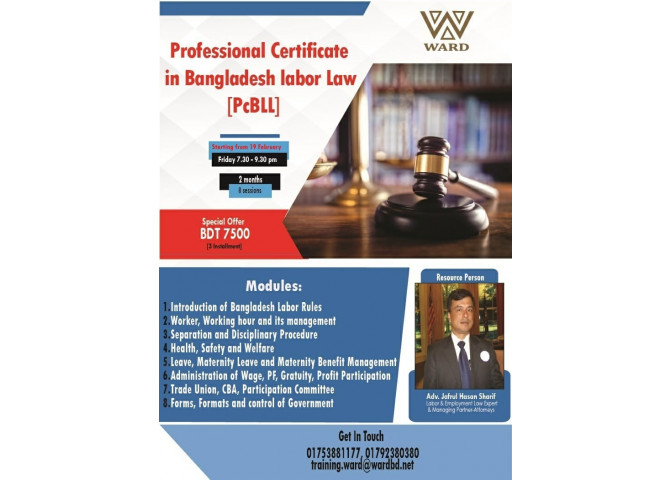 WARD
Professional Certificate
in Bangladesh labor Law
[PcBLL]
Starting from 19 February
Friday 7.30 - 9.30 pm
2 months
8 sessions
Special Offer
BDT 7500
[2 Installment]
Modules:
1 Introduction of Bangladesh Labor Rules
2 Worker, Working hour and its management
3 Separation and Disciplinary Procedure
4 Health, Safety and Welfare
5 Leave, Maternity Leave and Maternity Benefit Management
6 Administration of Wage, PF, Gratuity, Profit Participation
7 Trade Union, CBA, Participation Committee
8 Forms, Formats and control of Government
Resource Person
Adv. Jafrul Hasan Sharif
Labor & Employment Law Expert
& Managing Partner-Attorneys
Get In Touch
01753881177, 01792380380
training.ward@wardbd.net